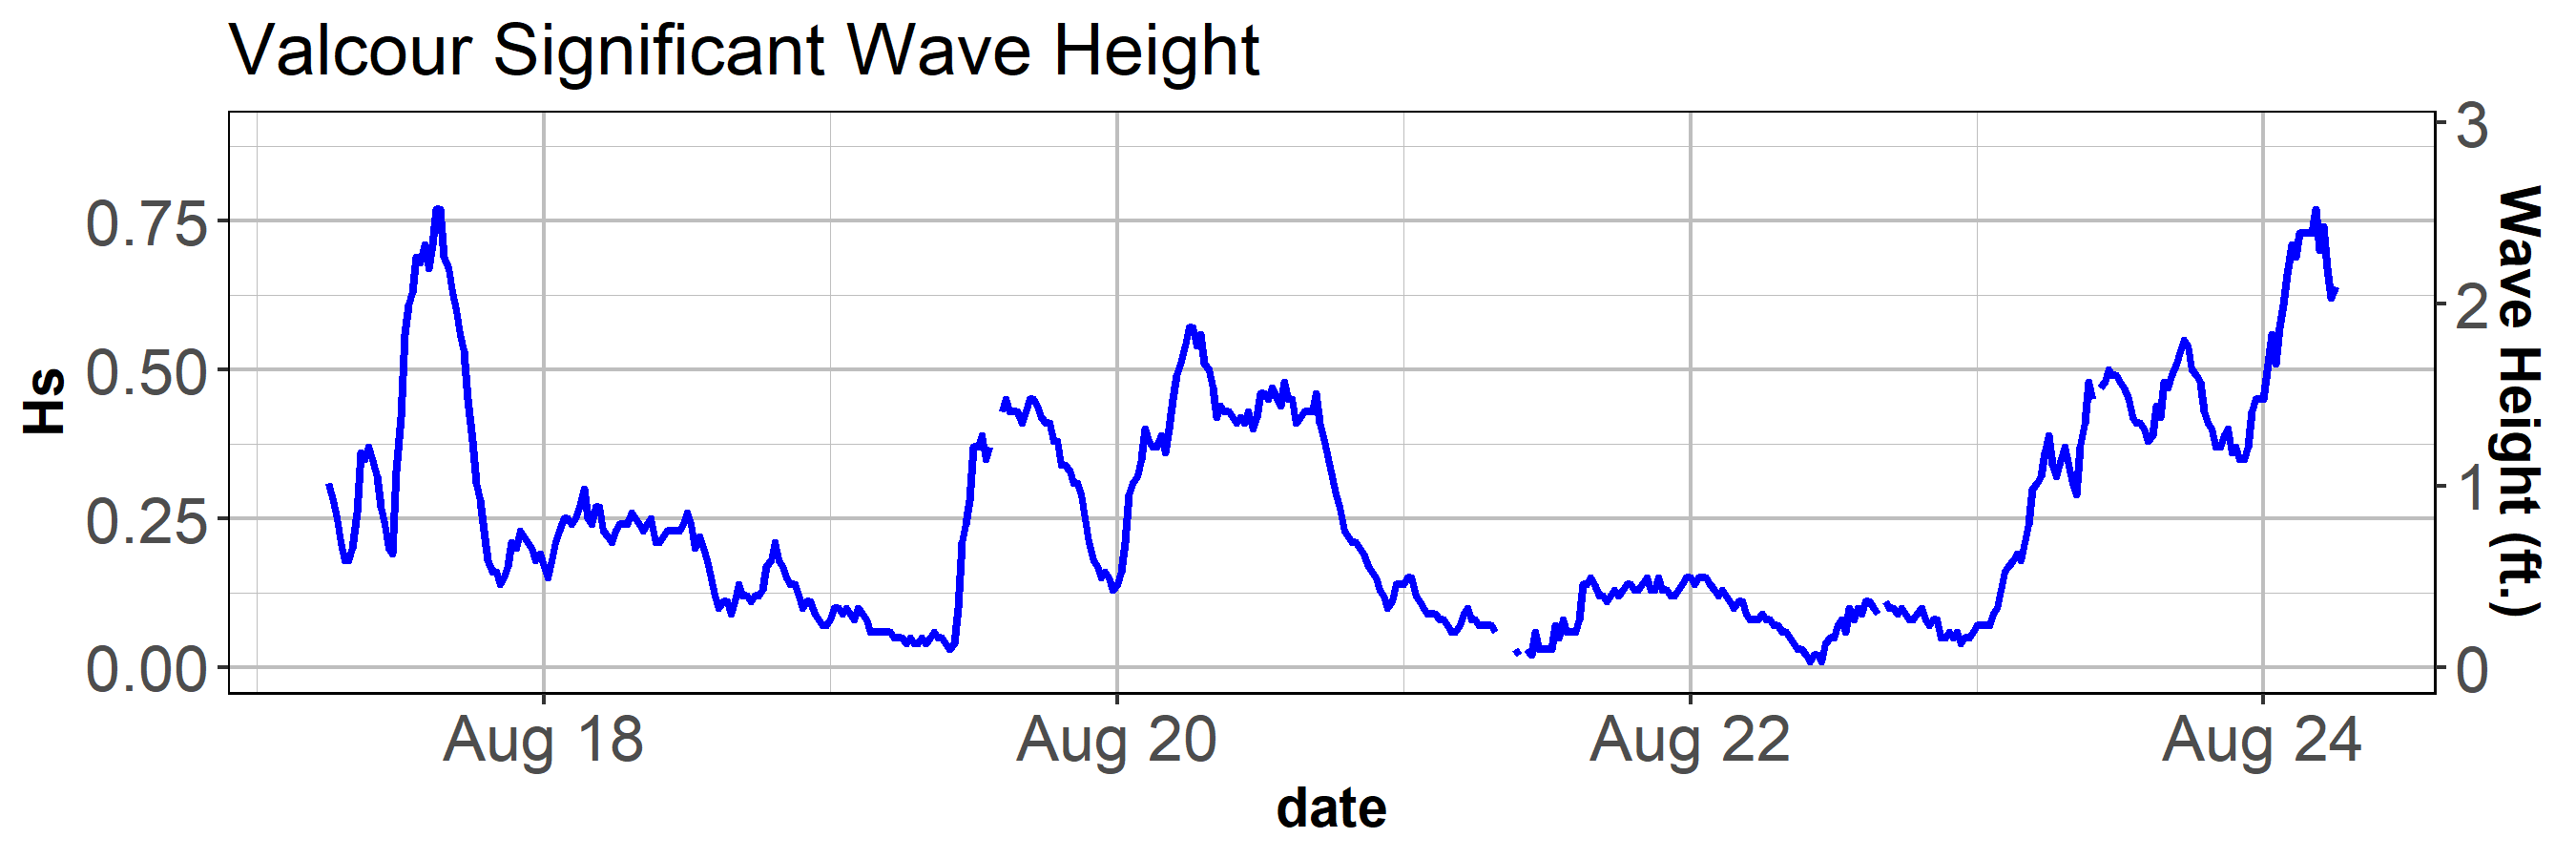 Valcour Significant Wave Height
Hs
0.75
0.50
0.25
0.00
3
2
1
0
Wave Height (ft.)
Aug 18
Aug 20
Aug 22
Aug 24
date